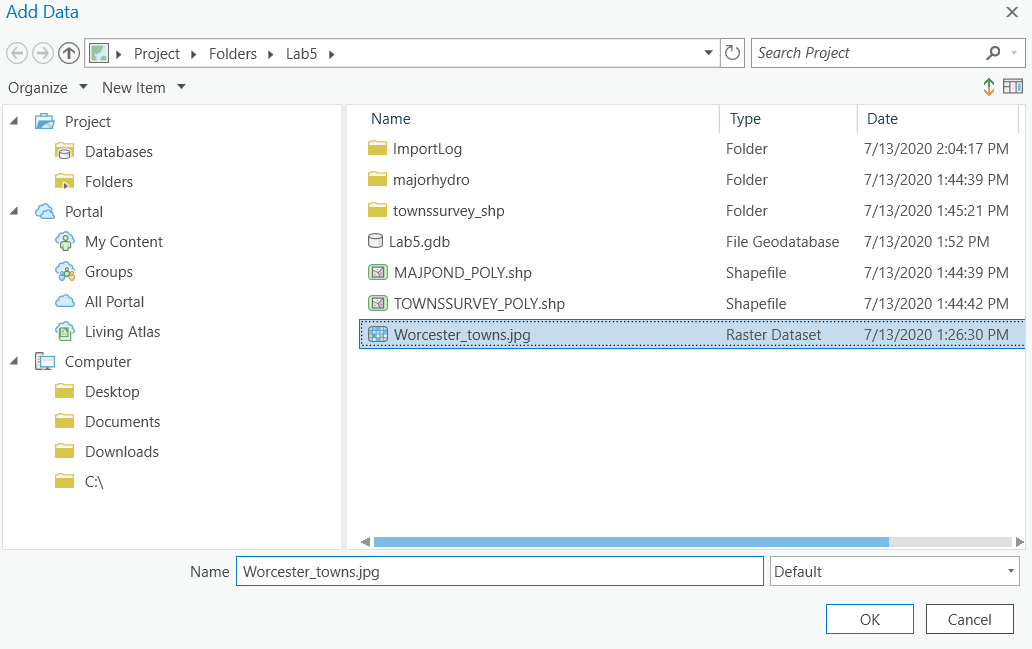 Add Data
Project Folders Lab5
Search Project
Organize New Item
Project
Databases
Folders
Portal
My Content
Groups
All Portal
Living Atlas
Computer
Desktop
Documents
Downloads
C:\
Name Type Date
ImportLog Folder 7/13/2020 2:04:17 PM
majorhydro Folder 7/13/2020 1:44:39 PM
townssurvey_shp Folder 7/13/2020 1:45:21 PM
Lab5.gdb File Geodatabase 7/13/2020 1:52 PM
MAJPOND_POLY.shp Shapefile 7/13/2020 1:44:39 PM
TOWNSSURVEY_POLY.shp Shapefile 7/13/2020 1:44:42 PM
Worcester_towns.jpg Raster Dataset 7/13/2020 1:26:30 PM
Name Worcester_towns.jpg Default
OK Cancel